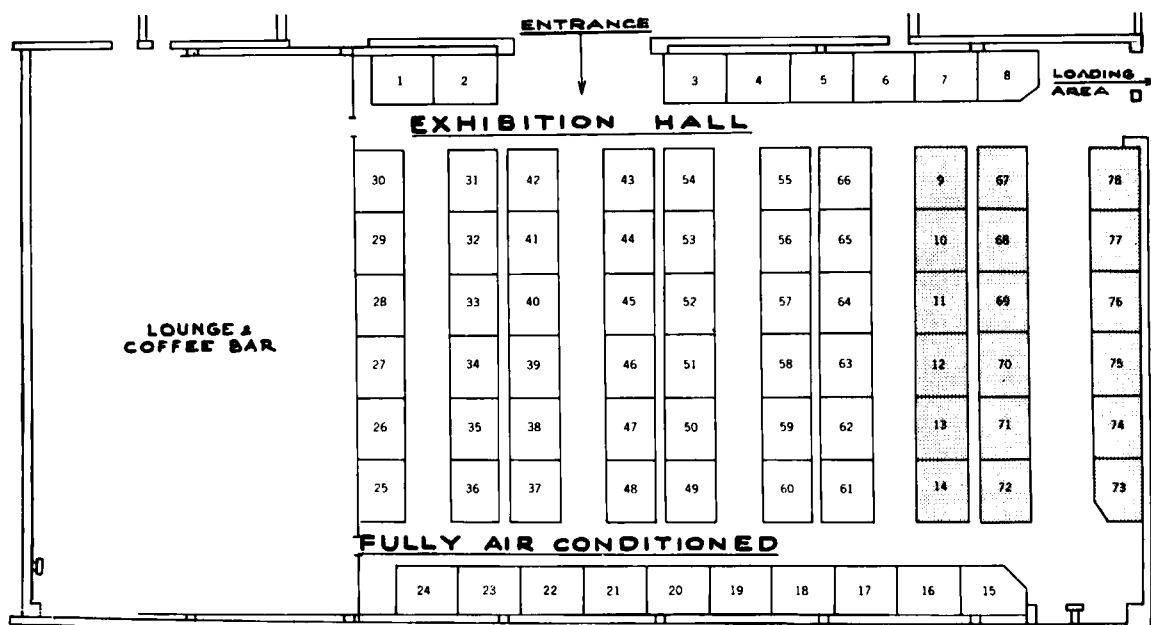 ENTRANCE
1 2 3 4 5 6 7 8
LOADING
AREA
EXHIBITION HALL
30 31 42 43 54 55 66 9 67 78
29 32 41 44 53 56 65 10 68 77
28 33 40 45 52 57 64 11 69 76
LOUNGE &
COFFEE BAR
27 34 39 46 51 58 63 12 70 75
26 35 38 47 50 59 62 13 71 74
25 36 37 48 49 60 61 14 72 73
FULLY AIR CONDITIONED
24 23 22 21 20 19 18 17 16 15